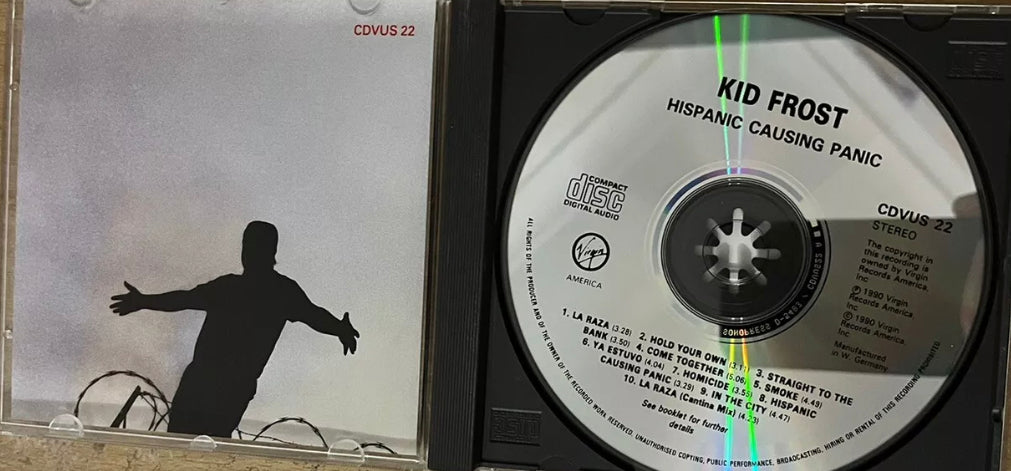 CDVUS 22
KID FROST
HISPANIC CAUSING PANIC
COMPACT
disc
DIGITAL AUDIO
Virgin
AMERICA
CDVUS 22
STEREO
The copyright in
this recording is
owned by Virgin
Records America,
Inc.
℗ 1990 Virgin
Records America
Inc.
© 1990 Virgin
Records America,
Inc.
Manufactured
in W. Germany
1. LA RAZA (3.28) 2. HOLD YOUR OWN 3. STRAIGHT TO THE
BANK (3.50) 4. COME TOGETHER (5.06) 5. SMOKE (4.49)
6. YA ESTUVO (4.04) 7. HOMICIDE (3.55) 8. HISPANIC
CAUSING PANIC (3.29) 9. IN THE CITY (4.47)
10. LA RAZA (Cantina Mix)
See booklet for further
details
ALL RIGHTS OF THE PRODUCER AND OF THE OWNER OF THE RECORDED WORK RESERVED. UNAUTHORISED COPYING, PUBLIC PERFORMANCE, BROADCASTING, HIRING OR RENTAL OF THIS RECORDING PROHIBITED
SONOPRESS